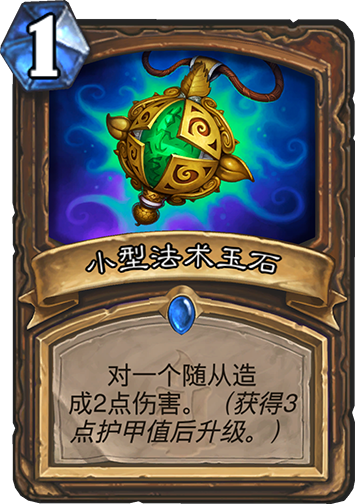 1
小型法术玉石
对一个随从造
成2点伤害。（获得3
点护甲值后升级。）